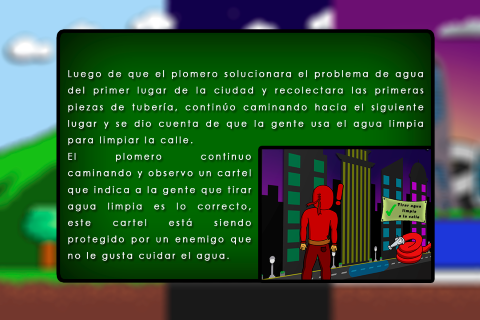 Luego de que el plomero solucionara el problema de agua
del primer lugar de la ciudad y recolectara las primeras
piezas de tubería, continúo caminando hacia el siguiente
lugar y se dio cuenta de que la gente usa el agua limpia
para limpiar la calle.
El plomero continuo
caminando y observo un cartel
que indica a la gente que tirar
agua limpia es lo correcto,
este cartel está siendo
protegido por un enemigo que
no le gusta cuidar el agua.
Tirar agua
limpia
a la calle